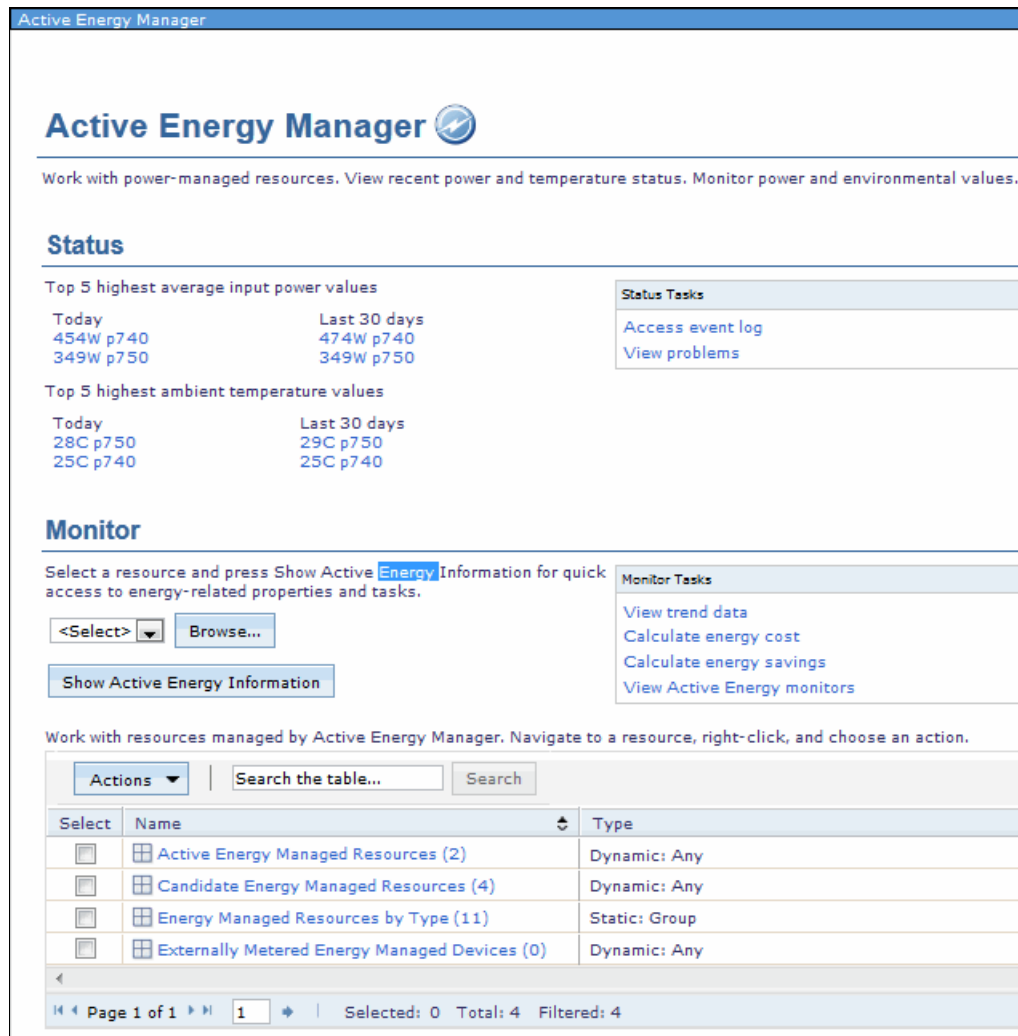 Active Energy Manager
Active Energy Manager
Work with power-managed resources. View recent power and temperature status. Monitor power and environmental values.
Status
Top 5 highest average input power values
Today Last 30 days
454W p740 474W p740
349W p750 349W p750
Top 5 highest ambient temperature values
Today Last 30 days
28C p750 29C p750
25C p740 25C p740
Status Tasks
Access event log
View problems
Monitor
Select a resource and press Show Active Energy Information for quick
access to energy-related properties and tasks.
<Select> Browse...
Show Active Energy Information
Monitor Tasks
View trend data
Calculate energy cost
Calculate energy savings
View Active Energy monitors
Work with resources managed by Active Energy Manager. Navigate to a resource, right-click, and choose an action.
Actions Search the table... Search
Select Name Type
Active Energy Managed Resources (2) Dynamic: Any
Candidate Energy Managed Resources (4) Dynamic: Any
Energy Managed Resources by Type (11) Static: Group
Externally Metered Energy Managed Devices (0) Dynamic: Any
Page 1 of 1 1 Selected: 0 Total: 4 Filtered: 4